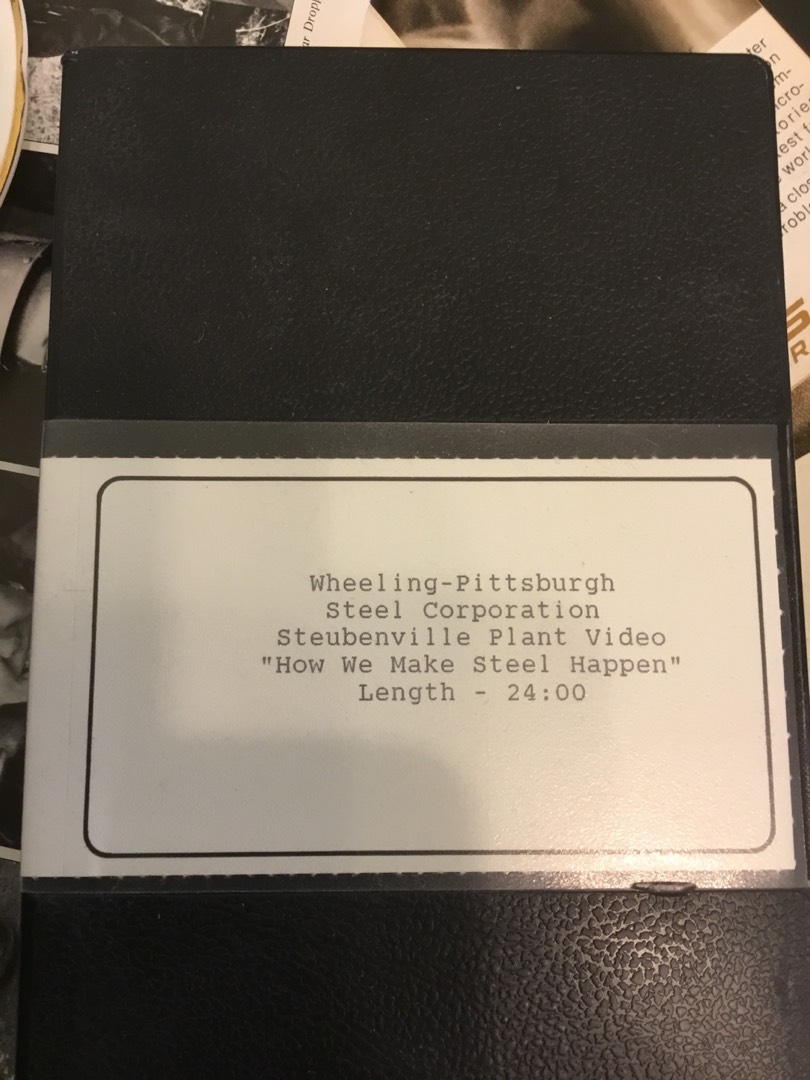 Wheeling-Pittsburgh
Steel Corporation
Steubenville Plant Video
"How We Make Steel Happen"
Length - 24:00